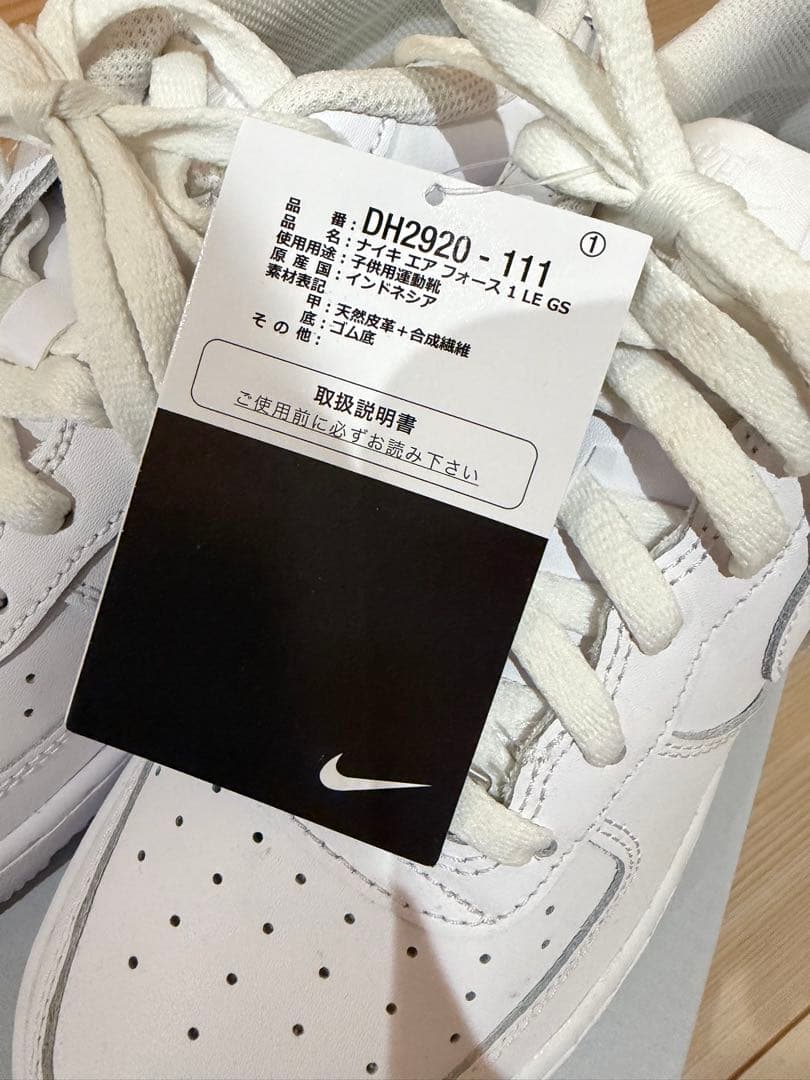 ①
品番：DH2920 - 111
品名：ナイキ エア フォース 1 LE GS
使用用途：子供用運動靴
原産国：インドネシア
素材表記
甲：天然皮革＋合成繊維
底：ゴム底
その他：
取扱説明書
ご使用前に必ずお読み下さい